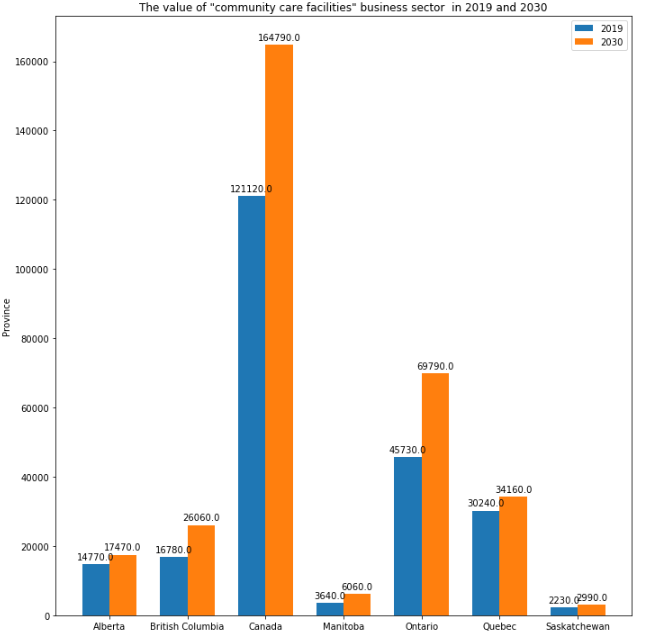 The value of "community care facilities" business sector  in 2019 and 2030
2019
2030
Province
160000
140000
120000
100000
80000
60000
40000
20000
0
14770.0
17470.0
16780.0
26060.0
121120.0
164790.0
3640.0
6060.0
45730.0
69790.0
30240.0
34160.0
2230.0
2990.0
Alberta
British Columbia
Canada
Manitoba
Ontario
Quebec
Saskatchewan